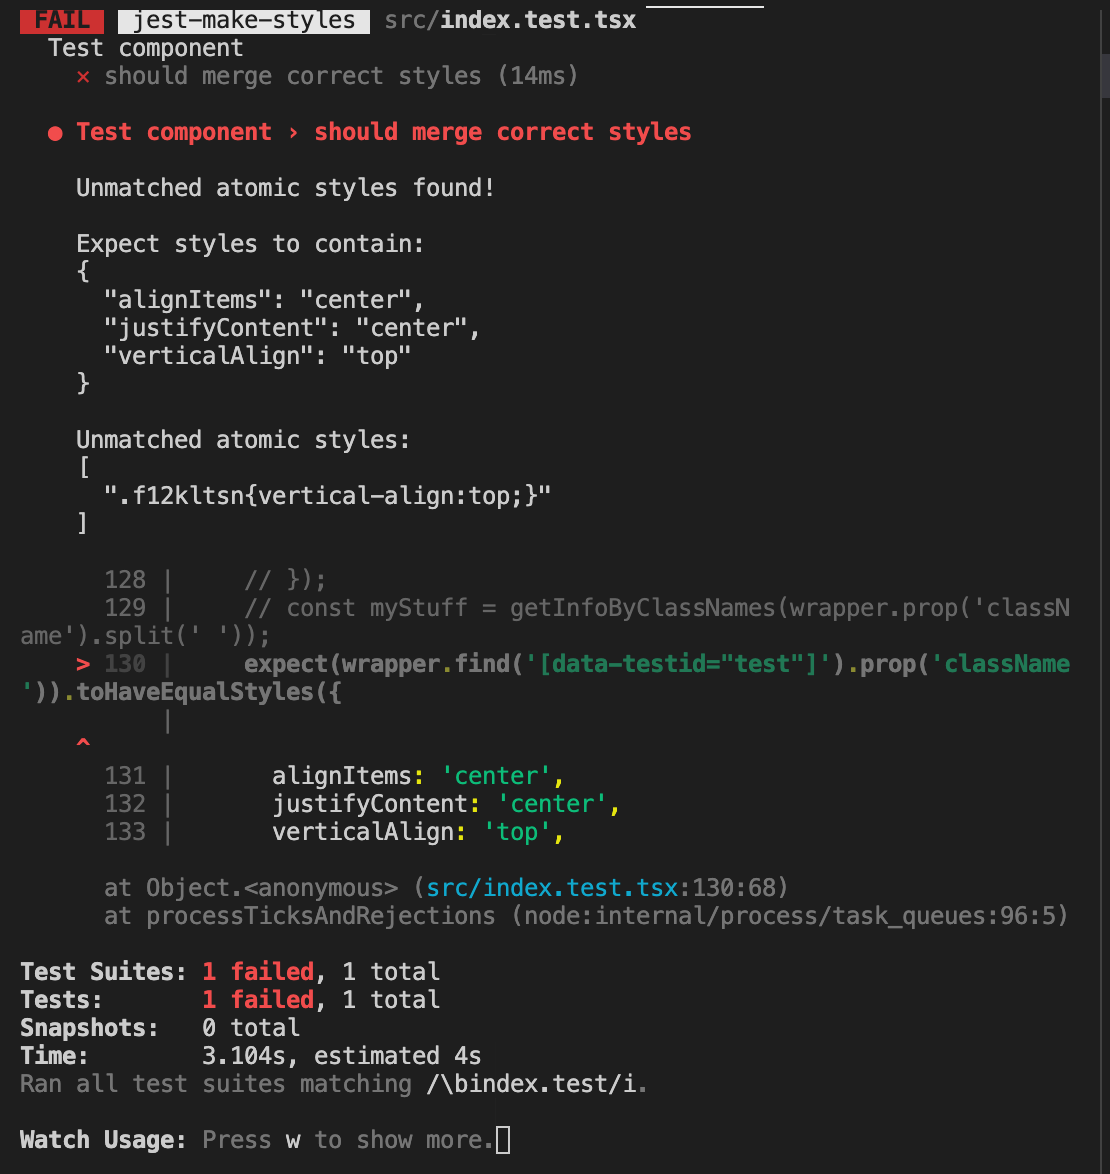 FAIL jest-make-styles src/index.test.tsx
Test component
× should merge correct styles (14ms)
● Test component › should merge correct styles
Unmatched atomic styles found!
Expect styles to contain:
{
"alignItems": "center",
"justifyContent": "center",
"verticalAlign": "top"
}
Unmatched atomic styles:
[
".f12kltsn{vertical-align:top;}"
]
128 | // });
129 | // const myStuff = getInfoByClassNames(wrapper.prop('classN
ame').split(' '));
> 130 | expect(wrapper.find('[data-testid="test"]').prop('className
')).toHaveEqualStyles({
|
^
131 | alignItems: 'center',
132 | justifyContent: 'center',
133 | verticalAlign: 'top',
at Object.<anonymous> (src/index.test.tsx:130:68)
at processTicksAndRejections (node:internal/process/task_queues:96:5)
Test Suites: 1 failed, 1 total
Tests: 1 failed, 1 total
Snapshots: 0 total
Time: 3.104s, estimated 4s
Ran all test suites matching /\bindex.test/i.
Watch Usage: Press w to show more.